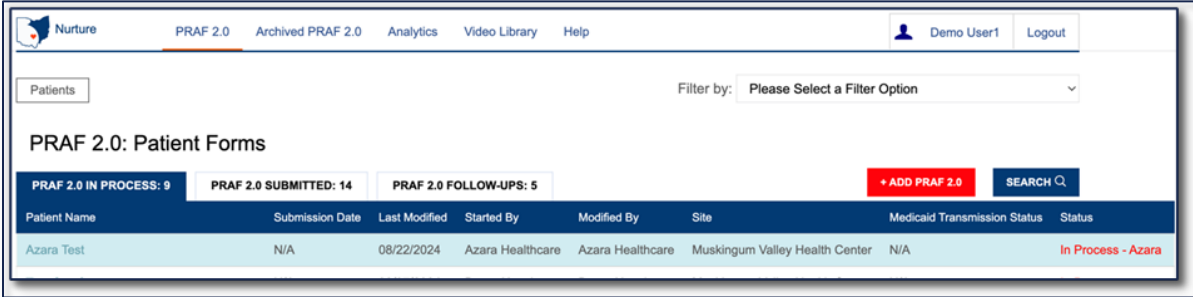 Nurture PRAF 2.0 Archived PRAF 2.0 Analytics Video Library Help Demo User1 Logout
Patients Filter by: Please Select a Filter Option
PRAF 2.0: Patient Forms
PRAF 2.0 IN PROCESS: 9 PRAF 2.0 SUBMITTED: 14 PRAF 2.0 FOLLOW-UPS: 5 + ADD PRAF 2.0 SEARCH
Patient Name Submission Date Last Modified Started By Modified By Site Medicaid Transmission Status Status
Azara Test N/A 08/22/2024 Azara Healthcare Azara Healthcare Muskingum Valley Health Center N/A In Process - Azara